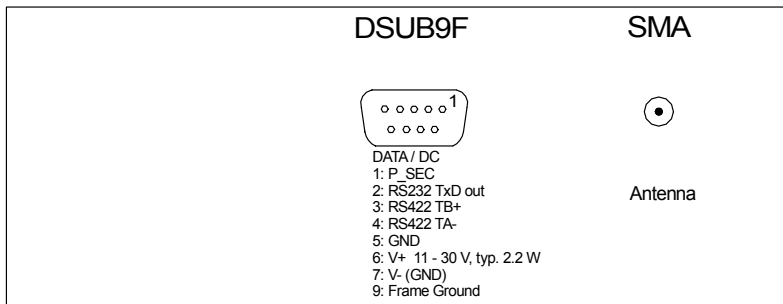 DSUB9F SMA
1
DATA / DC
1: P_SEC
2: RS232 TxD out
3: RS422 TB+
4: RS422 TA-
5: GND
6: V+ 11 - 30 V, typ. 2.2 W
7: V- (GND)
9: Frame Ground
Antenna